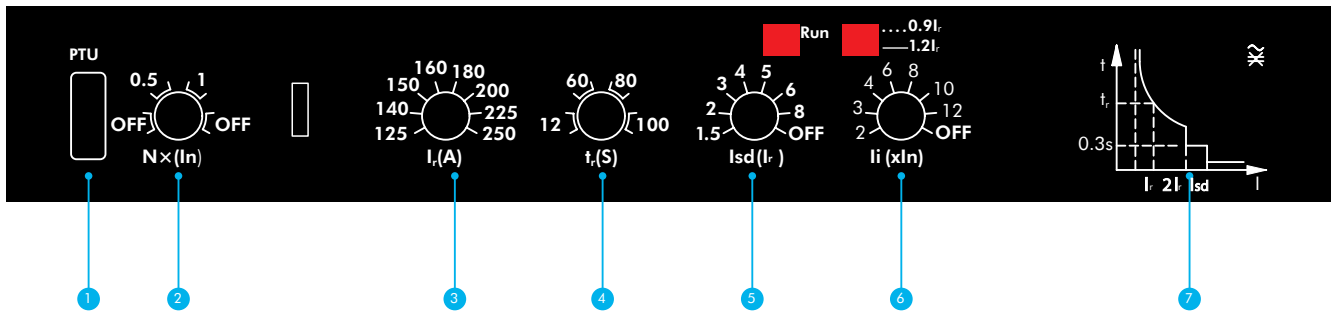 PTU
0.5 1
OFF OFF
N×(In)
160 180
150 200
140 225
125 250
Iᵣ(A)
60 80
12 100
tᵣ(S)
Run
4 5
3 6
2 8
1.5 OFF
Isd(Iᵣ)
....0.9Iᵣ
1.2Iᵣ
6 8
4 10
3 12
2 OFF
Ii (xIn)
t
tᵣ
0.3s
Iᵣ 2Iᵣ Isd I
1 2 3 4 5 6 7